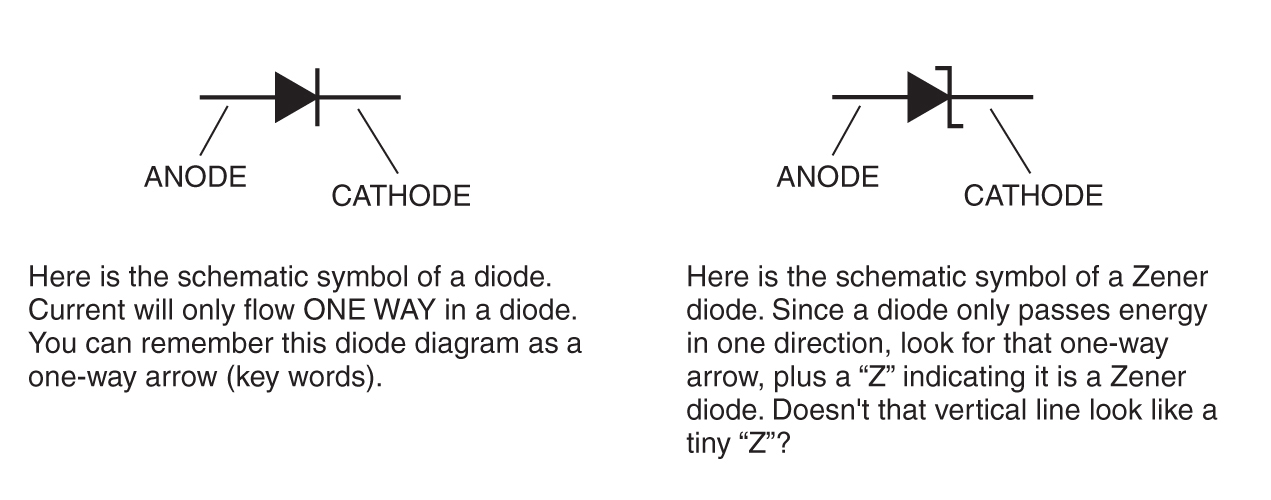 ANODE
CATHODE
Here is the schematic symbol of a diode.
Current will only flow ONE WAY in a diode.
You can remember this diode diagram as a
one-way arrow (key words).
ANODE
CATHODE
Here is the schematic symbol of a Zener
diode. Since a diode only passes energy
in one direction, look for that one-way
arrow, plus a “Z” indicating it is a Zener
diode. Doesn't that vertical line look like a
tiny “Z”?